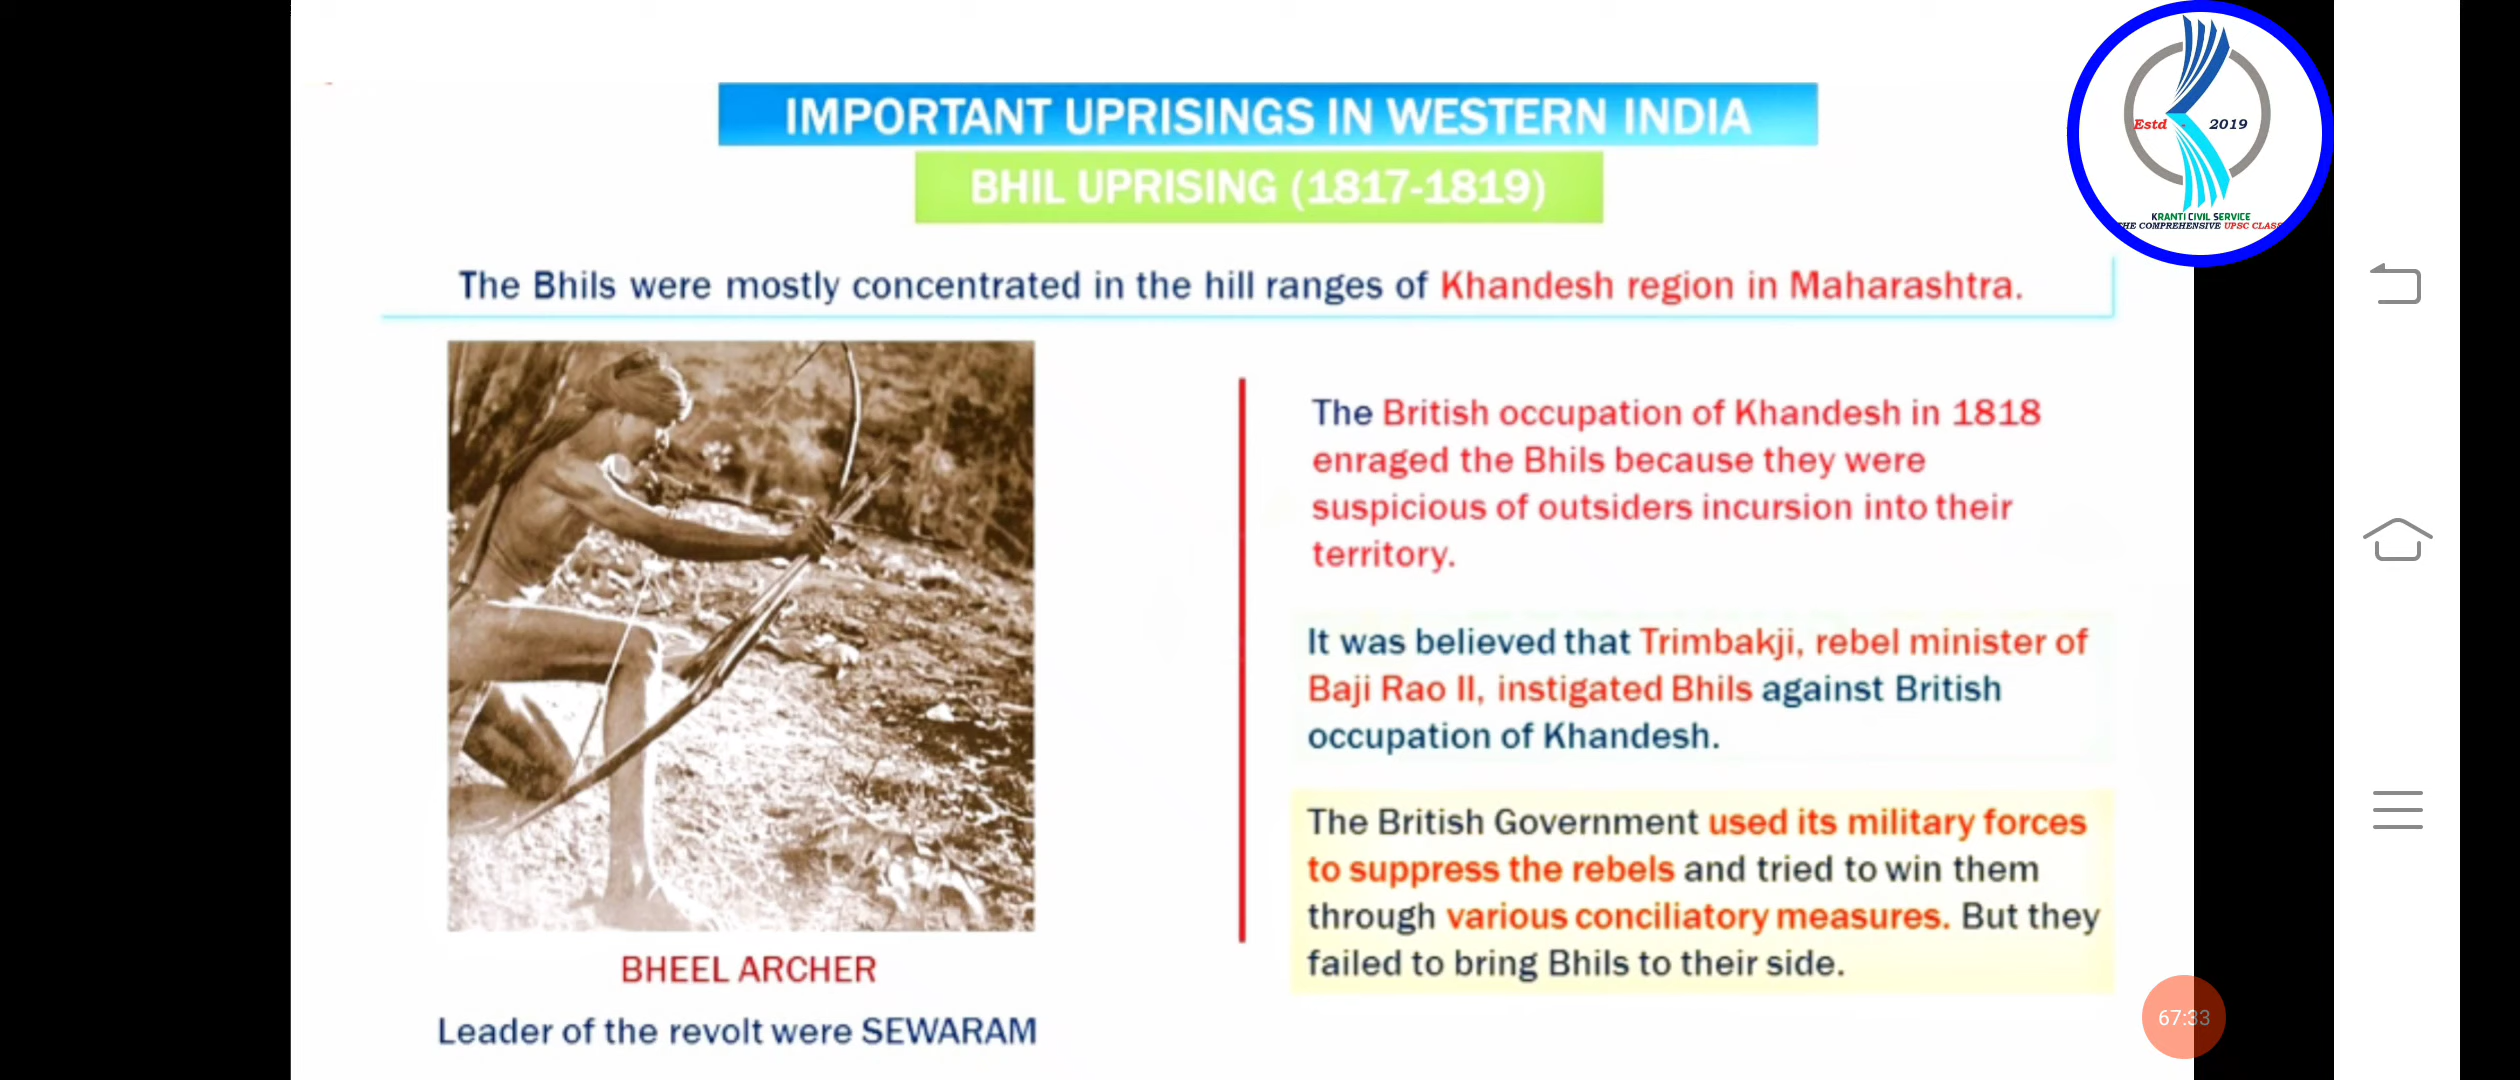 IMPORTANT UPRISINGS IN WESTERN INDIA
BHIL UPRISING (1817-1819)
Estd
2019
KRANTI CIVIL SERVICE
THE COMPREHENSIVE UPSC CLASS
The Bhils were mostly concentrated in the hill ranges of Khandesh region in Maharashtra.
The British occupation of Khandesh in 1818
enraged the Bhils because they were
suspicious of outsiders incursion into their
territory.
It was believed that Trimbakji, rebel minister of
Baji Rao II, instigated Bhils against British
occupation of Khandesh.
The British Government used its military forces
to suppress the rebels and tried to win them
through various conciliatory measures. But they
failed to bring Bhils to their side.
BHEEL ARCHER
Leader of the revolt were SEWARAM
67:33